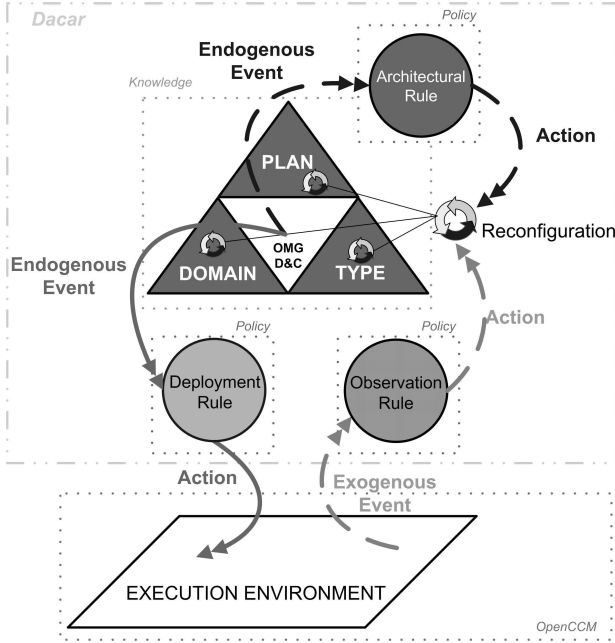 Dacar
Policy
Endogenous
Event
Architectural
Rule
Knowledge
Action
PLAN
Reconfiguration
OMG
D&C
DOMAIN
TYPE
Endogenous
Event
Action
Policy
Policy
Deployment
Rule
Observation
Rule
Action
Exogenous
Event
EXECUTION ENVIRONMENT
OpenCCM